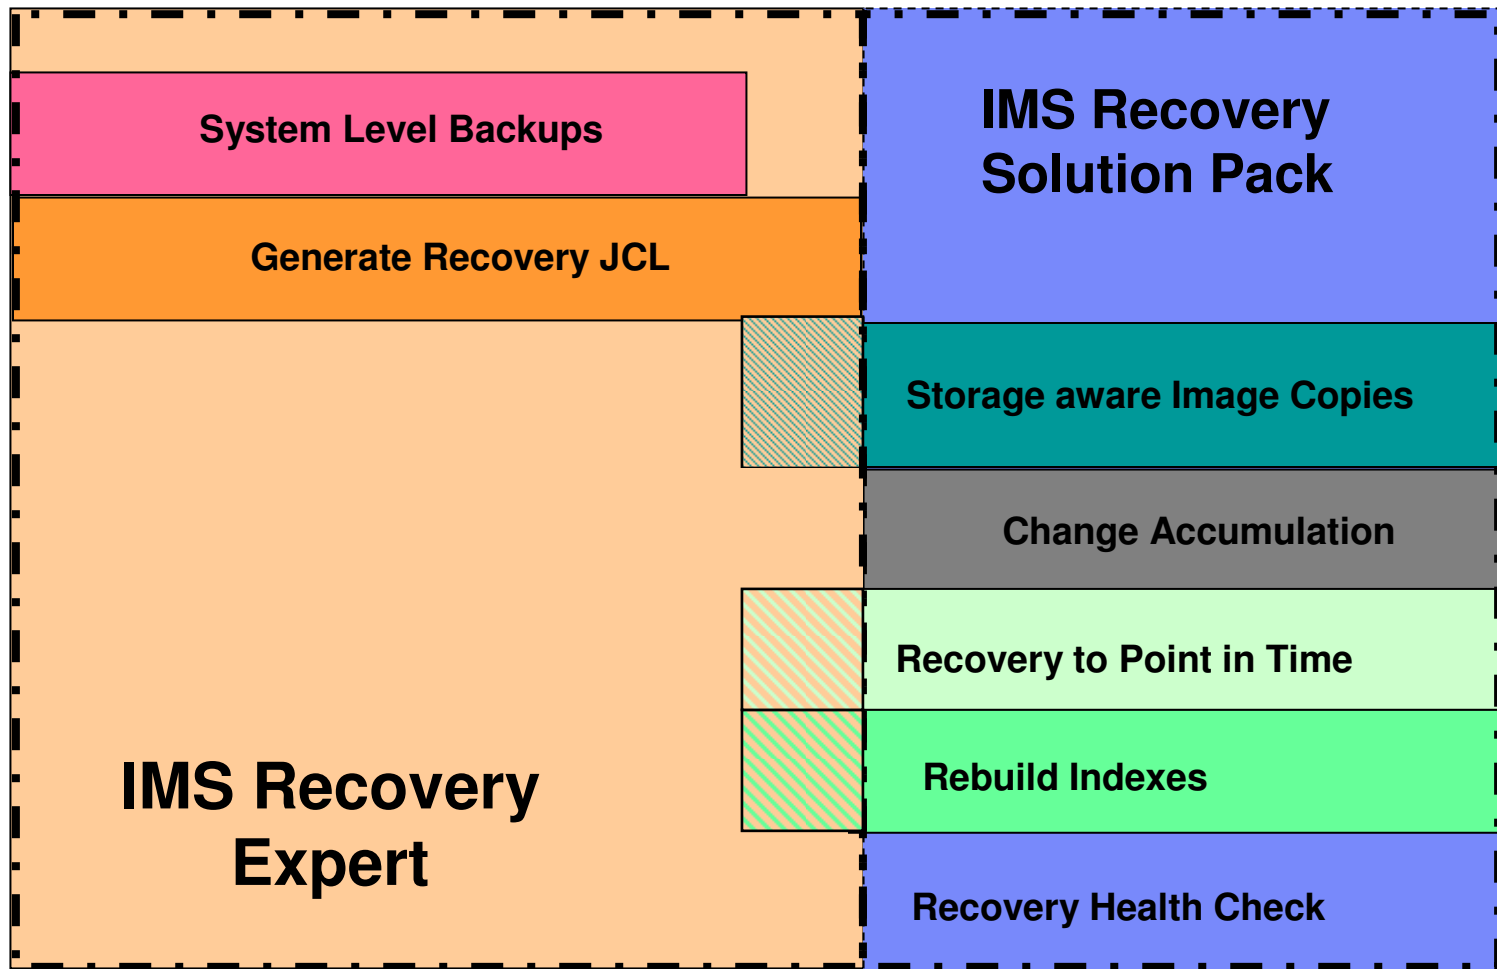 System Level Backups
Generate Recovery JCL
IMS Recovery
Expert
IMS Recovery
Solution Pack
Storage aware Image Copies
Change Accumulation
Recovery to Point in Time
Rebuild Indexes
Recovery Health Check